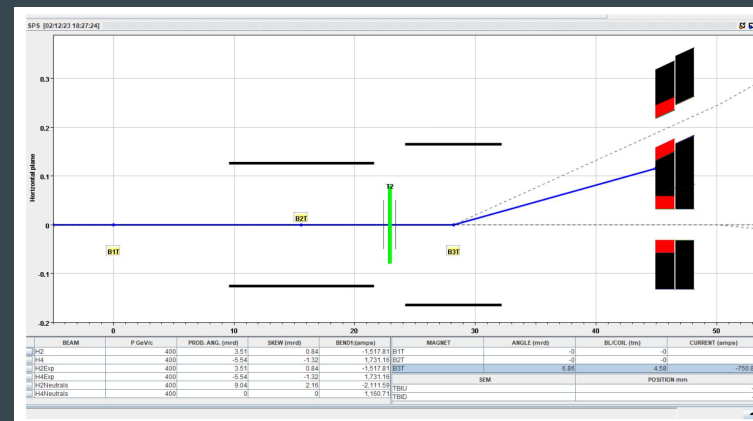 SPS [02/12/23 18:27:24]
Horizontal plane
0.3
0.2
0.1
0
-0.1
-0.2
T2
B2T
B1T
B3T
0 10 20 30 40 50
BEAM P GeV/c PROD. ANG. (mrd) SKEW (mrd) BEND1:(amps) MAGNET ANGLE (mrd) BL/COIL (tm) CURRENT (amps)
H2 400 3.51 0.84 -1,517.81 B1T -0 -0
H4 400 -5.54 -1.32 1,731.16 B2T -0 -0
H2Exp 400 3.51 0.84 -1,517.81 B3T 6.86 4.58 -750.8
H4Exp 400 -5.54 -1.32 1,731.16 SEM POSITION mm
H2Neutrals 400 9.04 2.16 -2,111.59 TBIU
H4Neutrals 400 0 0 1,160.71 TBID